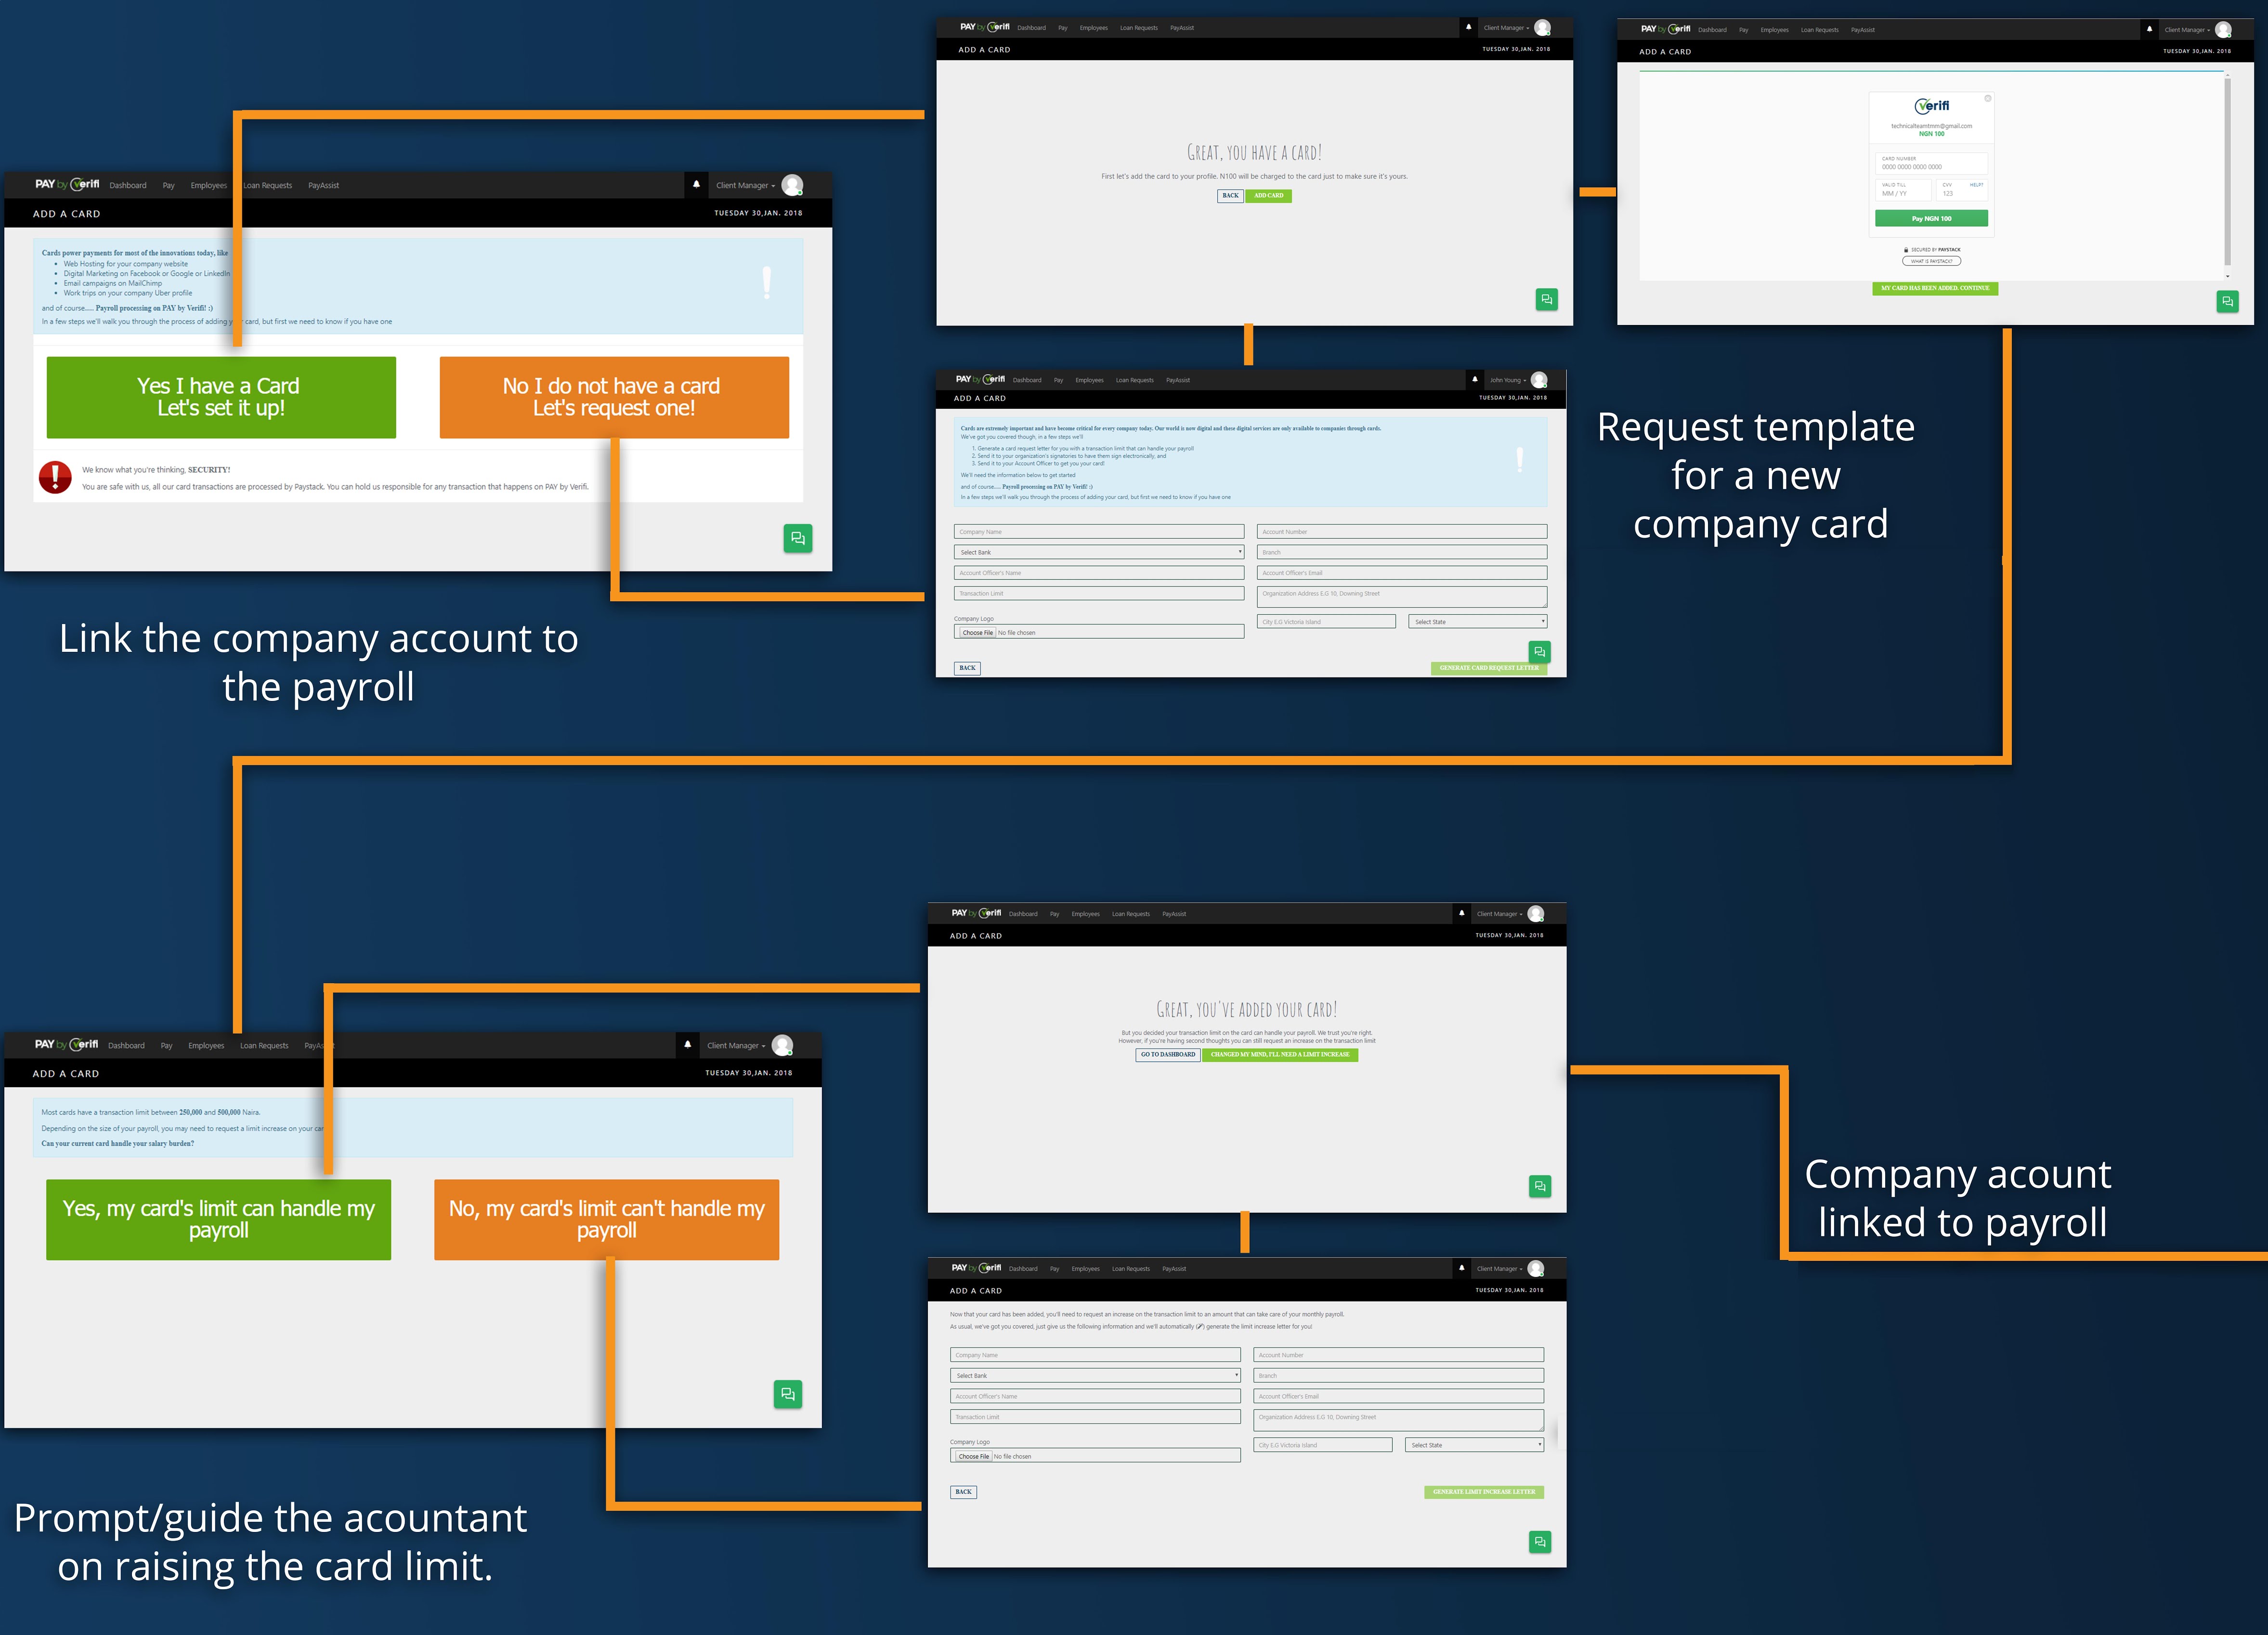 PAY by Verifi Dashboard Pay Employees Loan Requests PayAssist Client Manager
ADD A CARD TUESDAY 30,JAN. 2018
Cards power payments for most of the innovations today, like
Web Hosting for your company website
Digital Marketing on Facebook or Google or LinkedIn
Email campaigns on MailChimp
Work trips on your company Uber profile
and of course..... Payroll processing on PAY by Verifi! :)
In a few steps we'll walk you through the process of adding card, but first we need to know if you have one
Yes I have a Card
Let's set it up!
No I do not have a card
Let's request one!
We know what you're thinking, SECURITY!
You are safe with us, all our card transactions are processed by Paystack. You can hold us responsible for any transaction that happens on PAY by Verifi.
Link the company account to
the payroll
PAY by Verifi Dashboard Pay Employees Loan Requests PayAssist Client Manager
ADD A CARD TUESDAY 30,JAN. 2018
GREAT, YOU HAVE A CARD!
First let's add the card to your profile. N100 will be charged to the card just to make sure it's yours.
BACK ADD CARD
PAY by Verifi Dashboard Pay Employees Loan Requests PayAssist Client Manager
ADD A CARD TUESDAY 30,JAN. 2018
Verifi
technicalteamtmm@gmail.com
NGN 100
CARD NUMBER
0000 0000 0000 0000
VALID TILL
MM / YY
CVV HELP?
123
Pay NGN 100
SECURED BY PAYSTACK
WHAT IS PAYSTACK?
MY CARD HAS BEEN ADDED. CONTINUE
PAY by Verifi Dashboard Pay Employees Loan Requests PayAssist John Young
ADD A CARD TUESDAY 30,JAN. 2018
Cards are extremely important and have become critical for every company today. Our world is now digital and these digital services are only available to companies through cards.
We've got you covered though, in a few steps we'll
1. Generate a card request letter for you with a transaction limit that can handle your payroll
2. Send it to your organization's signatories to have them sign electronically, and
3. Send it to your Account Officer to get you your card!
We'll need the information below to get started
and of course..... Payroll processing on PAY by Verifi! :)
In a few steps we'll walk you through the process of adding your card, but first we need to know if you have one
Company Name Account Number
Select Bank Branch
Account Officer's Name Account Officer's Email
Transaction Limit Organization Address E.G 10, Downing Street
Company Logo City E.G Victoria Island Select State
Choose File No file chosen
BACK GENERATE CARD REQUEST LETTER
Request template
for a new
company card
PAY by Verifi Dashboard Pay Employees Loan Requests Client Manager
ADD A CARD TUESDAY 30,JAN. 2018
Most cards have a transaction limit between 250,000 and 500,000 Naira.
Depending on the size of your payroll, you may need to request a limit increase on your
Can your current card handle your salary burden?
Yes, my card's limit can handle my
payroll
No, my card's limit can't handle my
payroll
Prompt/guide the acountant
on raising the card limit.
PAY by Verifi Dashboard Pay Employees Loan Requests PayAssist Client Manager
ADD A CARD TUESDAY 30,JAN. 2018
GREAT, YOU'VE ADDED YOUR CARD!
But you decided your transaction limit on the card can handle your payroll. We trust you're right.
However, if you're having second thoughts you can still request an increase on the transaction limit
GO TO DASHBOARD CHANGED MY MIND, I'LL NEED A LIMIT INCREASE
Company acount
linked to payroll
PAY by Verifi Dashboard Pay Employees Loan Requests PayAssist Client Manager
ADD A CARD TUESDAY 30,JAN. 2018
Now that your card has been added, you'll need to request an increase on the transaction limit to an amount that can take care of your monthly payroll.
As usual, we've got you covered, just give us the following information and we'll automatically ( ) generate the limit increase letter for you!
Company Name Account Number
Select Bank Branch
Account Officer's Name Account Officer's Email
Transaction Limit Organization Address E.G 10, Downing Street
Company Logo City E.G Victoria Island Select State
Choose File No file chosen
BACK GENERATE LIMIT INCREASE LETTER